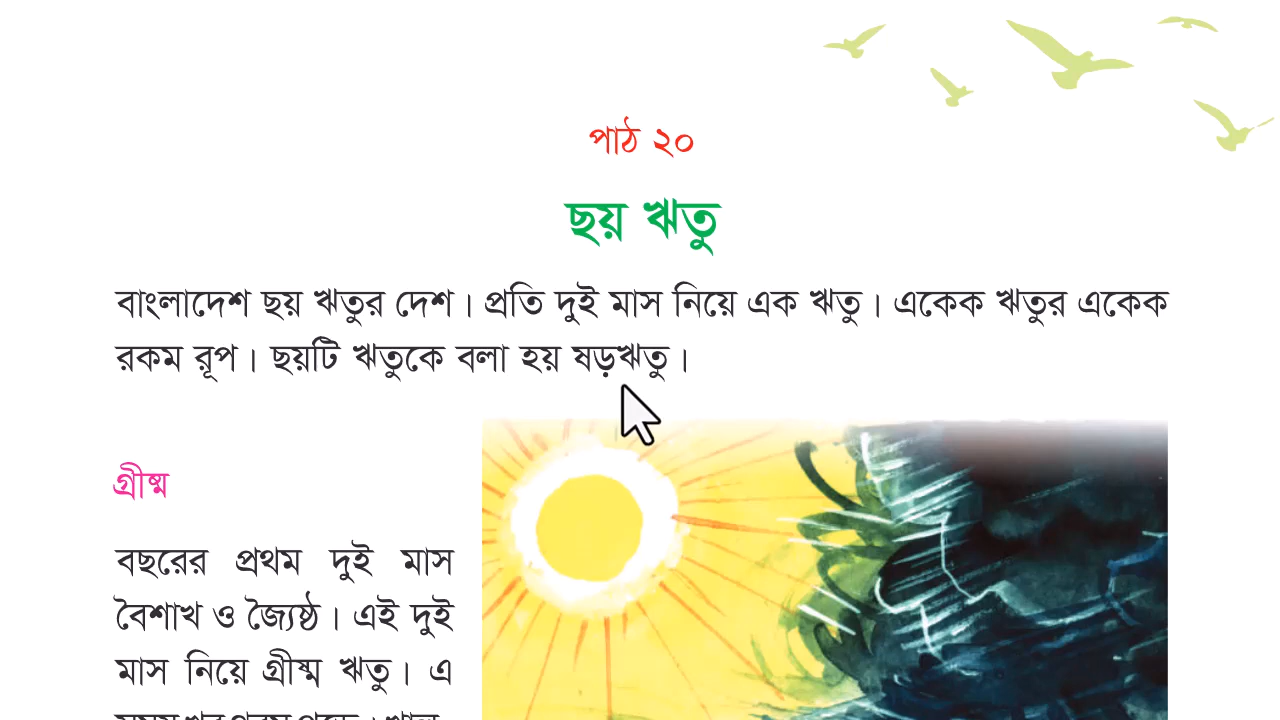 পাঠ ২০
ছয় ঋতু
বাংলাদেশ ছয় ঋতুর দেশ। প্রতি দুই মাস নিয়ে এক ঋতু। একেক ঋতুর একেক
রকম রূপ। ছয়টি ঋতুকে বলা হয় ষড়ঋতু।
গ্রীষ্ম
বছরের প্রথম দুই মাস
বৈশাখ ও জ্যৈষ্ঠ। এই দুই
মাস নিয়ে গ্রীষ্ম ঋতু। এ